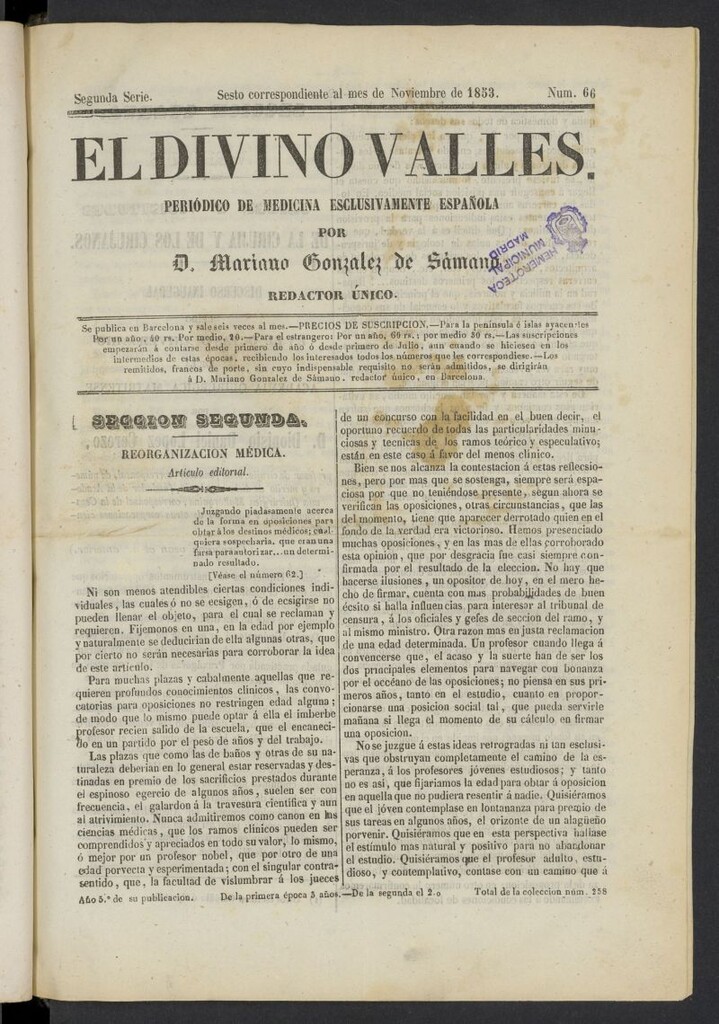 Segunda Serie. Sesto correspondiente al mes de Noviembre de 1853. Num. 66
EL DIVINO VALLES.
PERIÓDICO DE MEDICINA ESCLUSIVAMENTE ESPAÑOLA
POR
D. Mariano Gonzalez de Sámano
REDACTOR ÚNICO.
HEMEROTECA
MUNICIPAL
MADRID
Se publica en Barcelona y sale seis veces al mes.—PRECIOS DE SUSCRIPCION.—Para la península é islas ayacentes
Por un año, 40 rs. Por medio, 20.—Para el estrangero: Por un año, 60 rs.; por medio 30 rs.—Las suscripciones
empezarán á contarse desde primero de año ó desde primero de Julio, aun cuando se hiciesen en los
intermedios de estas épocas, recibiendo los interesados todos los números que les correspondiese.—Los
remitidos, francos de porte, sin cuyo indispensable requisito no serán admitidos, se dirigirán
á D. Mariano Gonzalez de Sámano, redactor único, en Barcelona.
SECCION SEGUNDA.
REORGANIZACION MÉDICA.
Artículo editorial.
Juzgando piadasamente acerca
de la forma en oposiciones para
obtar á los destinos médicos; cual
quiera sospecharia, que eran una
farsa para autorizar... un determi-
nado resultado.
[Véase el número 62.]
Ni son menos atendibles ciertas condiciones indi-
viduales, las cuales ó no se ecsigen, ó de ecsigirse no
pueden llenar el objeto, para el cual se reclaman y
requieren. Fijemonos en una, en la edad por ejemplo
y naturalmente se deducirian de ella algunas otras, que
por cierto no serán necesarias para corroborar la idea
de este artículo.
Para muchas plazas y cabalmente aquellas que re-
quieren profundos conocimientos clinicos, las convo-
catorias para oposiciones no restringen edad alguna;
de modo que lo mismo puede optar á ella el imberbe
profesor recien salido de la escuela, que el encaneci-
do en un partido por el peso de años y del trabajo.
Las plazas que como las de baños y otras de su na-
turaleza deberian en lo general estar reservadas y des-
tinadas en premio de los sacrificios prestados durante
el espinoso egercio de algunos años, suelen ser con
frecuencia, el galardon á la travesura científica y aun
al atrivimiento. Nunca admitiremos como canon en las
ciencias médicas, que los ramos clinicos pueden ser
comprendidos y apreciados en todo su valor, lo mismo,
ó mejor por un profesor nobel, que por otro de una
edad porvecta y esperimentada; con el singular contra-
sentido, que, la facultad de vislumbrar á los jueces
de un concurso con la facilidad en el buen decir, el
oportuno recuerdo de todas las particularidades minu-
ciosas y tecnicas de los ramos teórico y especulativo;
están en este caso á favor del menos clinico.
Bien se nos alcanza la contestacion á estas reflecsio-
nes, pero por mas que se sostenga, siempre será espa-
ciosa por que no teniéndose presente, segun ahora se
verifican las oposiciones, otras circunstancias, que las
del momento, tiene que aparecer derrotado quien en el
fondo de la verdad era victorioso. Hemos presenciado
muchas oposiciones, y en las mas de ellas corroborado
esta opinión, que por desgracia fue casi siempre con-
firmada por el resultado de la eleccion. No hay que
hacerse ilusiones, un opositor de hoy, en el mero he-
cho de firmar, cuenta con mas probabilidades de buen
écsito si halla influencias para interesar al tribunal de
censura, á los oficiales y gefes de seccion del ramo, y
al mismo ministro. Otra razon mas en justa reclamacion
de una edad determinada. Un profesor cuando llega á
convencerse que, el acaso y la suerte han de ser los
dos principales elementos para navegar con bonanza
por el occéano de las oposiciones; no piensa en sus pri-
meros años, tanto en el estudio, cuanto en proporcio-
narse una posicion social tal, que pueda servirle
mañana si llega el momento de su cálculo en firmar
una oposicion.
No se juzgue á estas ideas retrogradas ni tan esclusi-
vas que obstruyan completamente el camino de la es-
peranza, á los profesores jóvenes estudiosos; y tanto
no es asi, que fijariamos la edad para obtar á oposicion
en aquella que no pudiera resentir á nadie. Quisiéramos
que el jóven contemplase en lontananza para premio de
sus tareas en algunos años, el orizonte de un alagüeño
porvenir. Quisiéramos que en esta perspectiva hallase
el estímulo mas natural y positivo para no abandonar
el estudio. Quisiéramos que el profesor adulto, estu-
dioso, y contemplativo, contase con un camino que á
Año 5.º de su publicacion. De la primera época 3 años.—De la segunda el 2.º Total de la coleccion núm. 258